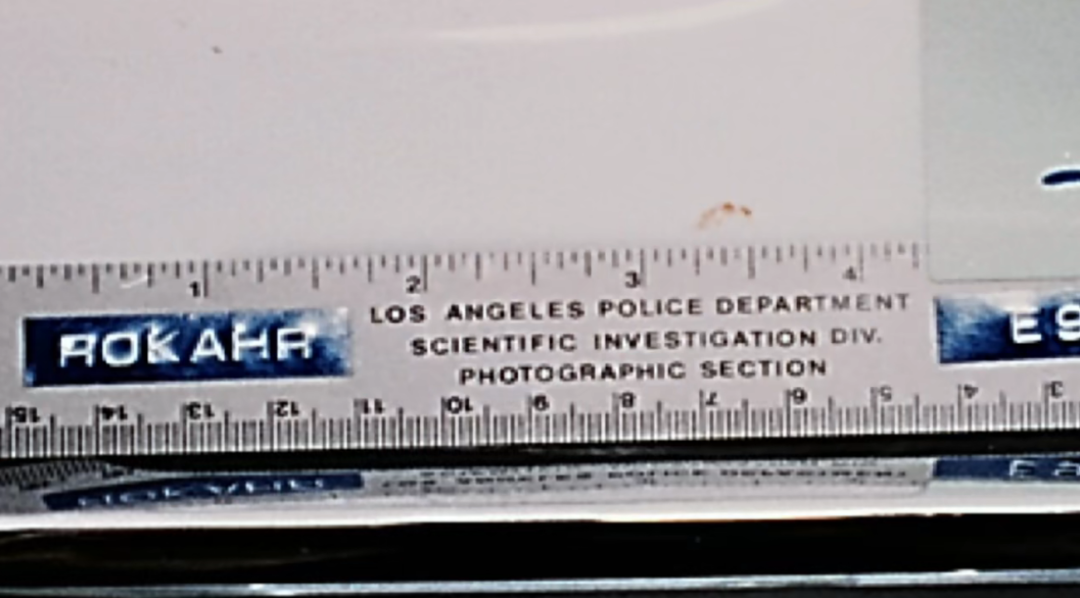 1 2 3 4
ROKAHR
LOS ANGELES POLICE DEPARTMENT
SCIENTIFIC INVESTIGATION DIV.
PHOTOGRAPHIC SECTION
15 14 13 12 11 10 9 8 7 6 5 4 3